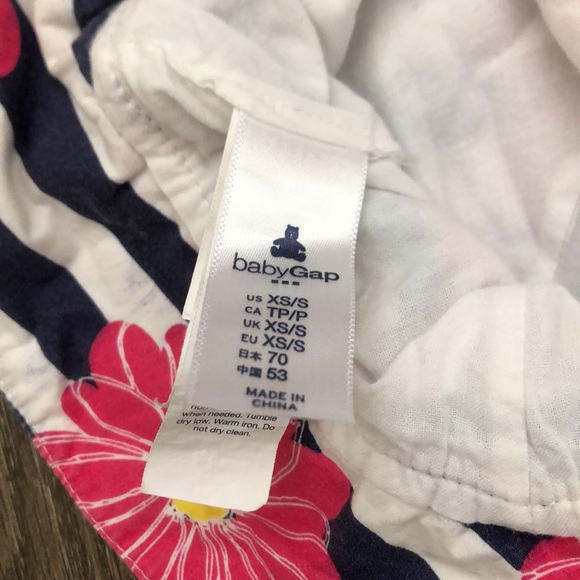 babyGap
US XS/S
CA TP/P
UK XS/S
EU XS/S
日本 70
中国 53
MADE IN
CHINA
when needed. Tumble
dry low. Warm iron. Do
not dry clean.